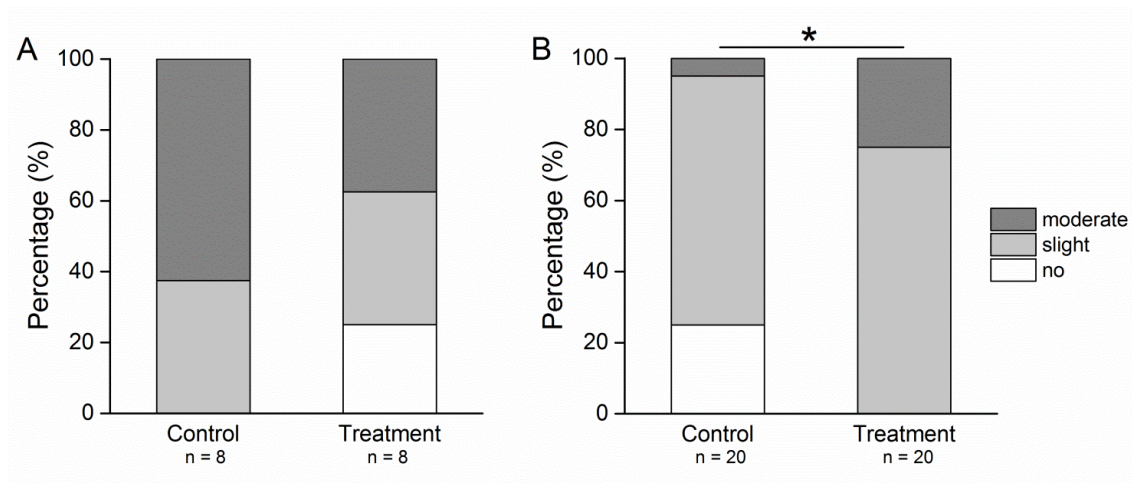 A
Percentage (%)
100
80
60
40
20
0
Control
n = 8
Treatment
n = 8
B
*
Percentage (%)
100
80
60
40
20
0
Control
n = 20
Treatment
n = 20
moderate
slight
no